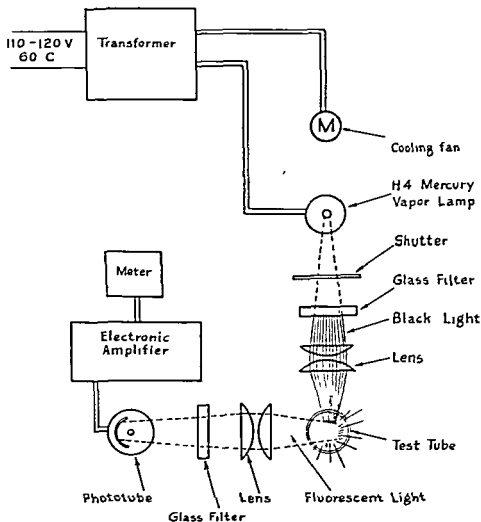 110-120 V
60 C
Transformer
M
Cooling fan
H4 Mercury
Vapor Lamp
Shutter
Glass Filter
Black Light
Lens
Meter
Electronic
Amplifier
Test Tube
Phototube
Lens
Fluorescent Light
Glass Filter